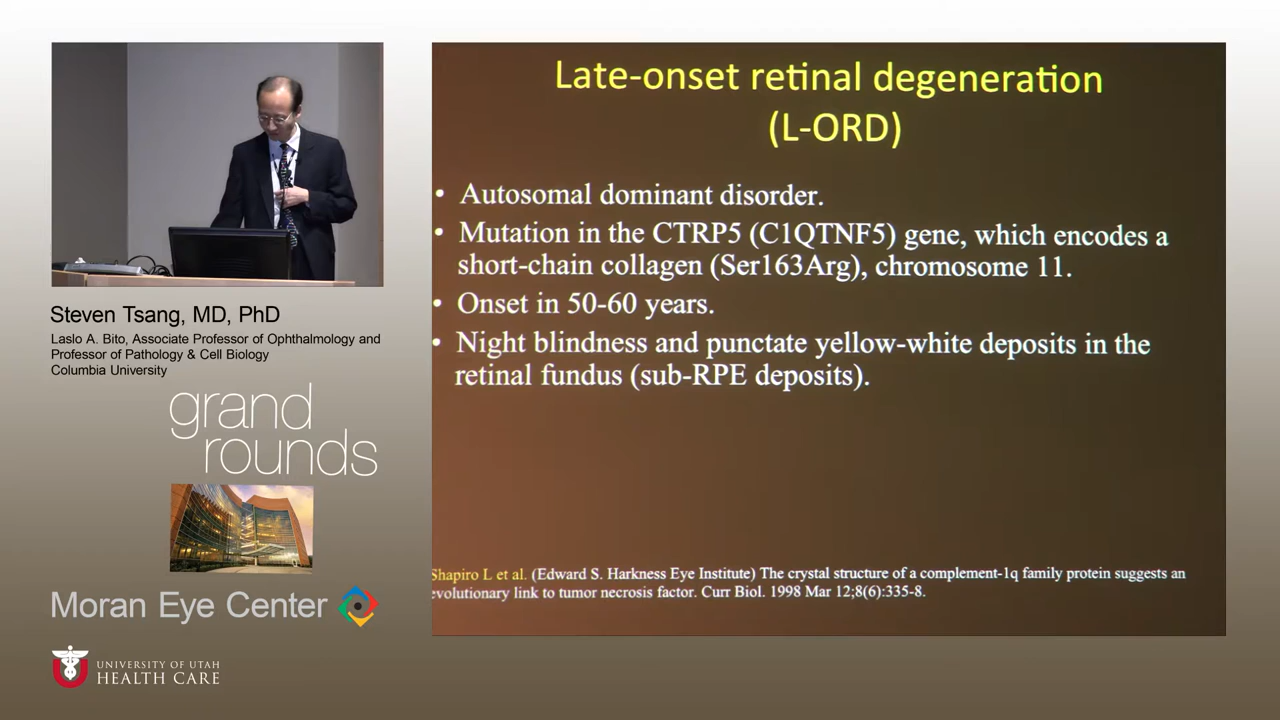 Late-onset retinal degeneration
(L-ORD)
• Autosomal dominant disorder.
• Mutation in the CTRP5 (C1QTNF5) gene, which encodes a
short-chain collagen (Ser163Arg), chromosome 11.
• Onset in 50-60 years.
• Night blindness and punctate yellow-white deposits in the
retinal fundus (sub-RPE deposits).
Shapiro L et al. (Edward S. Harkness Eye Institute) The crystal structure of a complement-1q family protein suggests an
evolutionary link to tumor necrosis factor. Curr Biol. 1998 Mar 12;8(6):335-8.
Steven Tsang, MD, PhD
Laslo A. Bito, Associate Professor of Ophthalmology and
Professor of Pathology & Cell Biology
Columbia University
grand
rounds
Moran Eye Center
UNIVERSITY OF UTAH
HEALTH CARE